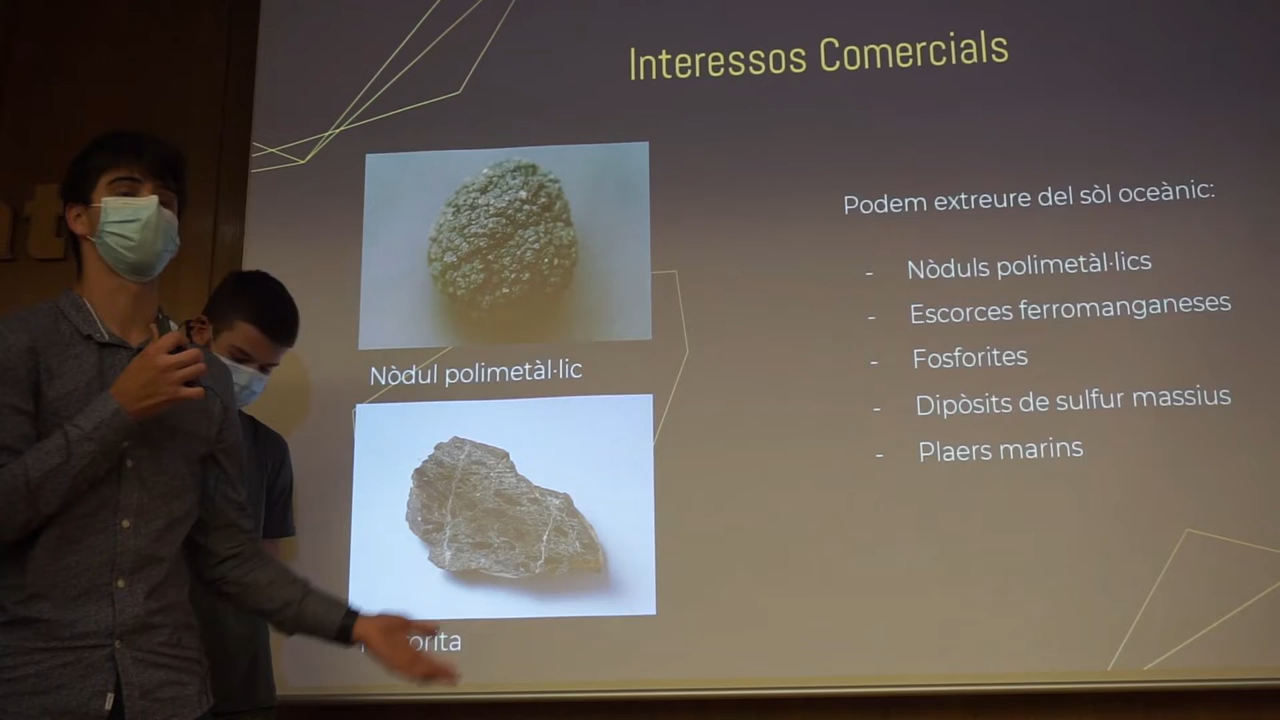 Interessos Comercials
Podem extreure del sòl oceànic:
- Nòduls polimetàl·lics
- Escorces ferromanganeses
- Fosforites
- Dipòsits de sulfur massius
- Plaers marins
Nòdul polimetàl·lic